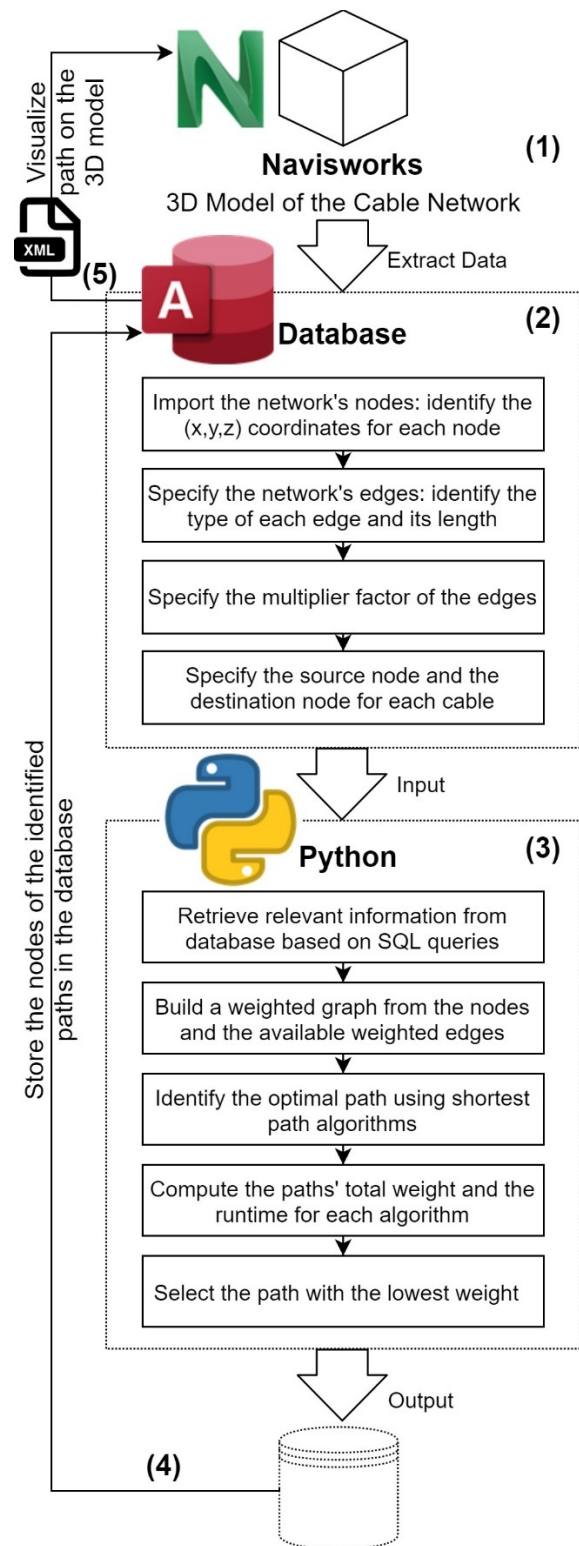 Visualize
path on the
3D model
XML
(5)
Navisworks
(1)
3D Model of the Cable Network
Extract Data
A
Database
(2)
Import the network's nodes: identify the
(x,y,z) coordinates for each node
Specify the network's edges: identify the
type of each edge and its length
Specify the multiplier factor of the edges
Specify the source node and the
destination node for each cable
Input
Python
(3)
Retrieve relevant information from
database based on SQL queries
Build a weighted graph from the nodes
and the available weighted edges
Identify the optimal path using shortest
path algorithms
Compute the paths' total weight and the
runtime for each algorithm
Select the path with the lowest weight
Output
(4)
Store the nodes of the identified
paths in the database